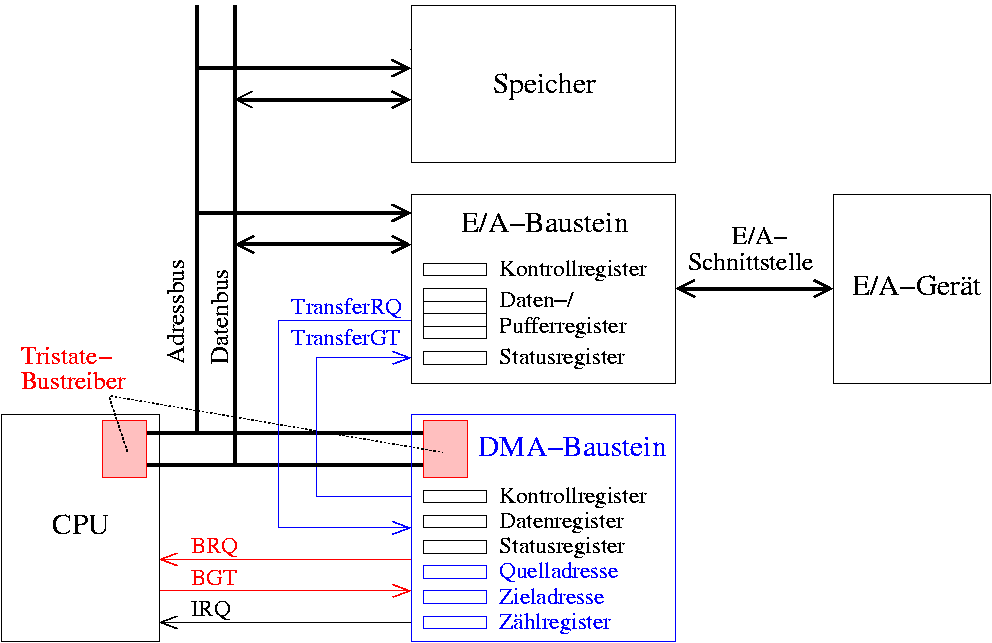 Speicher
E/A–Baustein
Kontrollregister
Daten–/
Pufferregister
Statusregister
E/A–
Schnittstelle
E/A–Gerät
Adressbus
Datenbus
TransferRQ
TransferGT
Tristate–
Bustreiber
CPU
DMA–Baustein
Kontrollregister
Datenregister
Statusregister
Quelladresse
Zieladresse
Zählregister
BRQ
BGT
IRQ